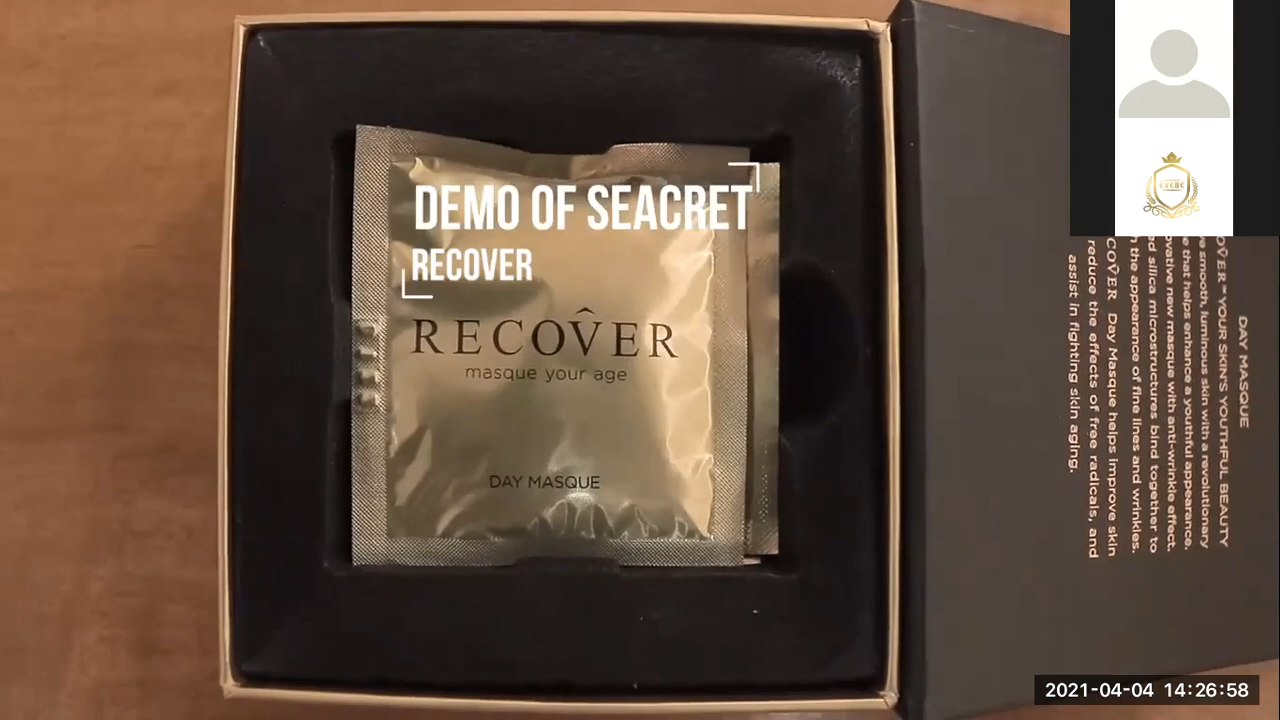 DEMO OF SEACRET
RECOVER
RECOV̂ER
masque your age
DAY MASQUE
DAY MASQUE
YOUR SKIN'S YOUTHFUL BEAUTY
smooth, luminous skin with a revolutionary
that helps enhance a youthful appearance.
new masque with anti-wrinkle effect.
silica microstructures bind together to
the appearance of fine lines and wrinkles.
Day Masque helps improve skin
reduce the effects of free radicals, and
assist in fighting skin aging.
2021-04-04 14:26:58